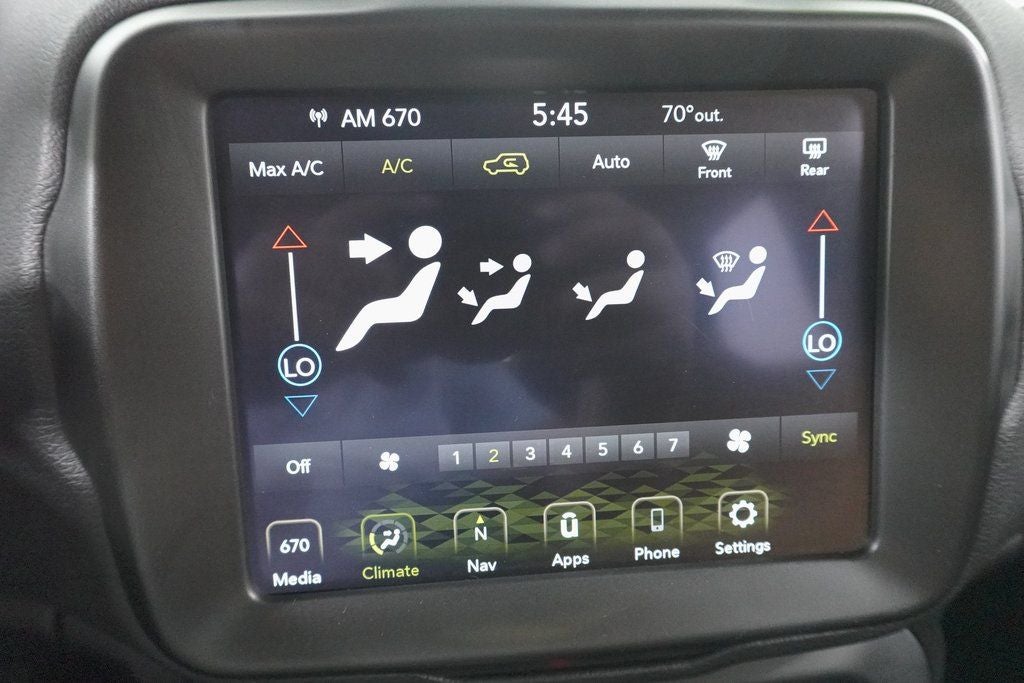 AM 670 5:45 70°out.
Max A/C A/C Auto Front Rear
LO LO
Off 1 2 3 4 5 6 7 Sync
670 N
Media Climate Nav Apps Phone Settings